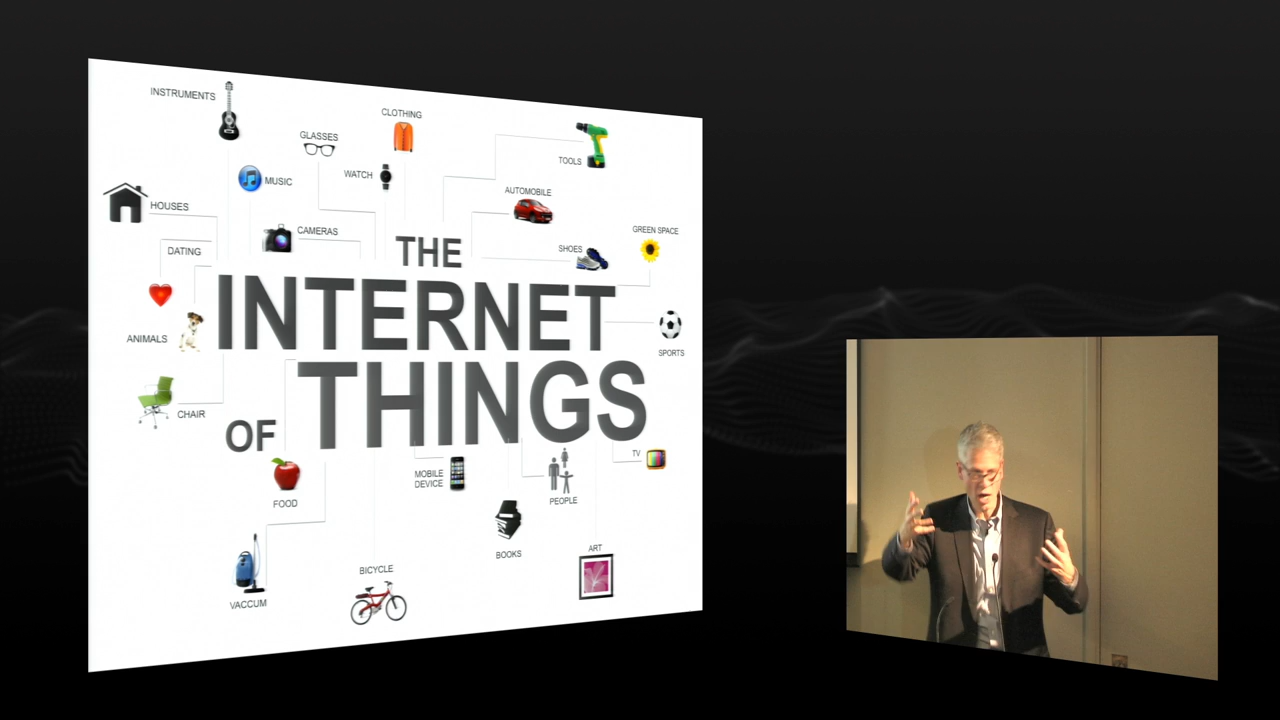 INSTRUMENTS
CLOTHING
GLASSES
TOOLS
WATCH
MUSIC
AUTOMOBILE
HOUSES
CAMERAS
GREEN SPACE
DATING
SHOES
THE
INTERNET
ANIMALS
SPORTS
OF THINGS
CHAIR
TV
MOBILE
DEVICE
PEOPLE
FOOD
BOOKS
ART
BICYCLE
VACCUM